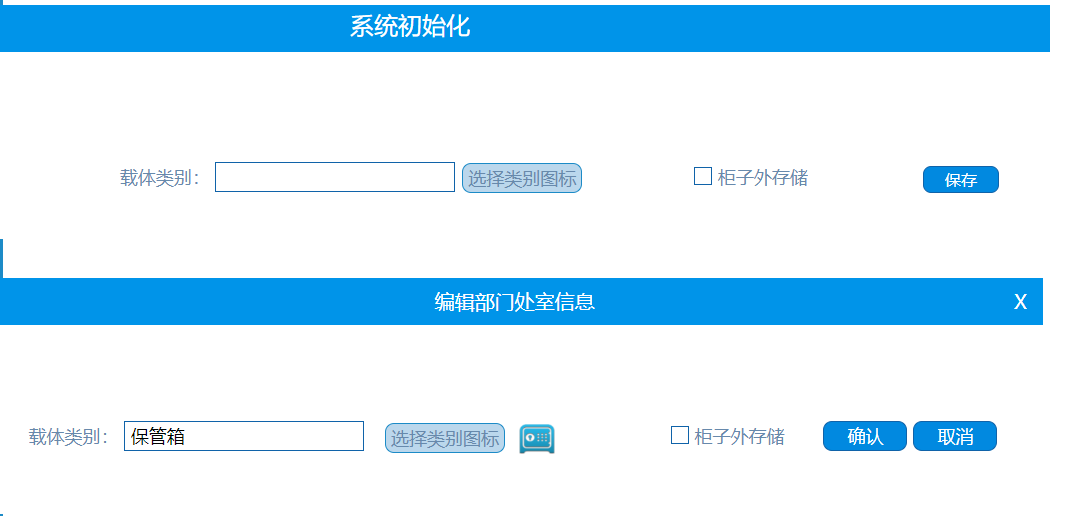 系统初始化
载体类别： 选择类别图标 柜子外存储 保存
编辑部门处室信息 X
载体类别： 保管箱 选择类别图标 柜子外存储 确认 取消